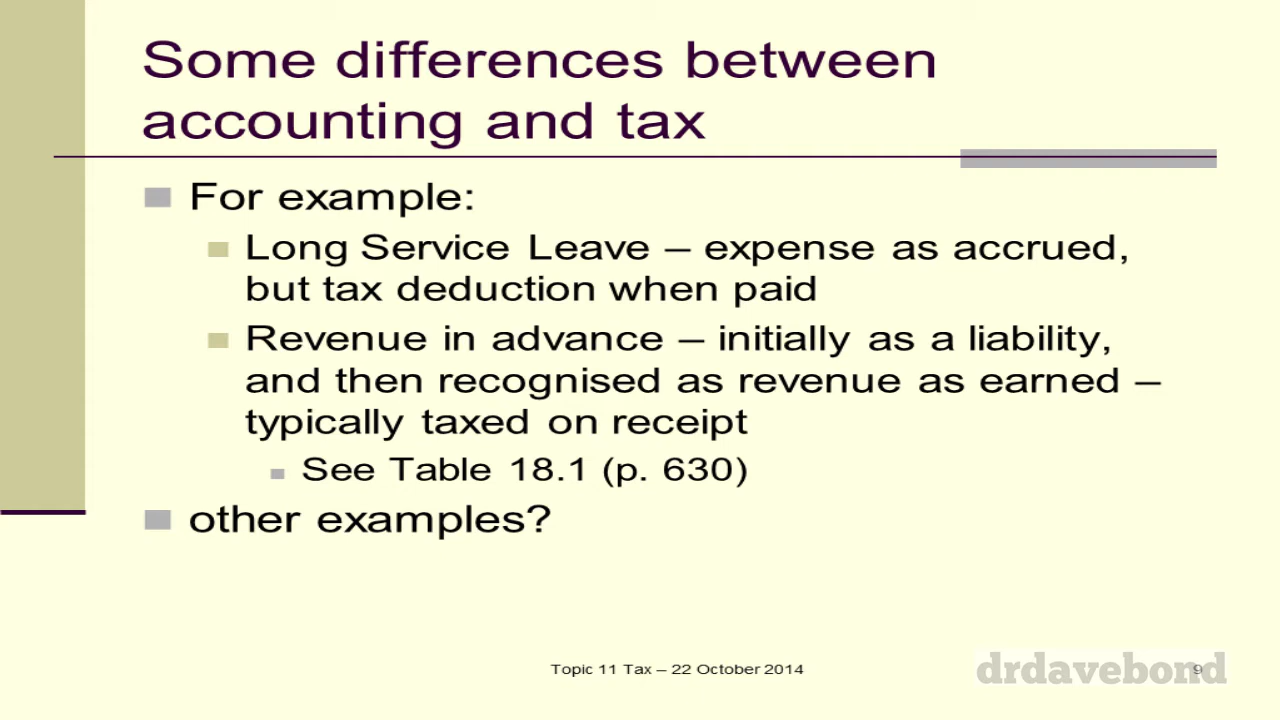 Some differences between
accounting and tax
For example:
Long Service Leave – expense as accrued,
but tax deduction when paid
Revenue in advance – initially as a liability,
and then recognised as revenue as earned –
typically taxed on receipt
See Table 18.1 (p. 630)
other examples?
Topic 11 Tax – 22 October 2014
drdavebond
9